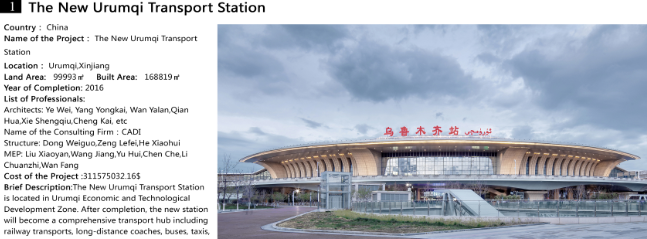 1 The New Urumqi Transport Station
Country : China
Name of the Project : The New Urumqi Transport
Station
Location : Urumqi,Xinjiang
Land Area: 99993㎡ Built Area: 168819㎡
Year of Completion: 2016
List of Professionals:
Architects: Ye Wei, Yang Yongkai, Wan Yalan,Qian
Hua,Xie Shengqiu,Cheng Kai, etc
Name of the Consulting Firm : CADI
Structure: Dong Weiguo,Zeng Lefei,He Xiaohui
MEP: Liu Xiaoyan,Wang Jiang,Yu Hui,Chen Che,Li
Chuanzhi,Wan Fang
Cost of the Project :311575032.16$
Brief Description:The New Urumqi Transport Station
is located in Urumqi Economic and Technological
Development Zone. After completion, the new station
will become a comprehensive transport hub including
railway transports, long-distance coaches, buses, taxis,
乌鲁木齐站